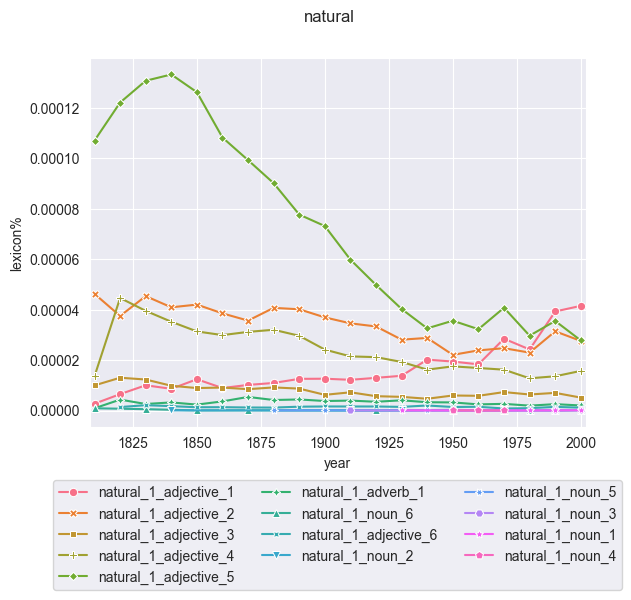 natural
0.00012
0.00010
0.00008
0.00006
0.00004
0.00002
0.00000
lexicon%
1825 1850 1875 1900 1925 1950 1975 2000
year
natural_1_adjective_1 natural_1_adverb_1 natural_1_noun_5
natural_1_adjective_2 natural_1_noun_6 natural_1_noun_3
natural_1_adjective_3 natural_1_adjective_6 natural_1_noun_1
natural_1_adjective_4 natural_1_noun_2 natural_1_noun_4
natural_1_adjective_5